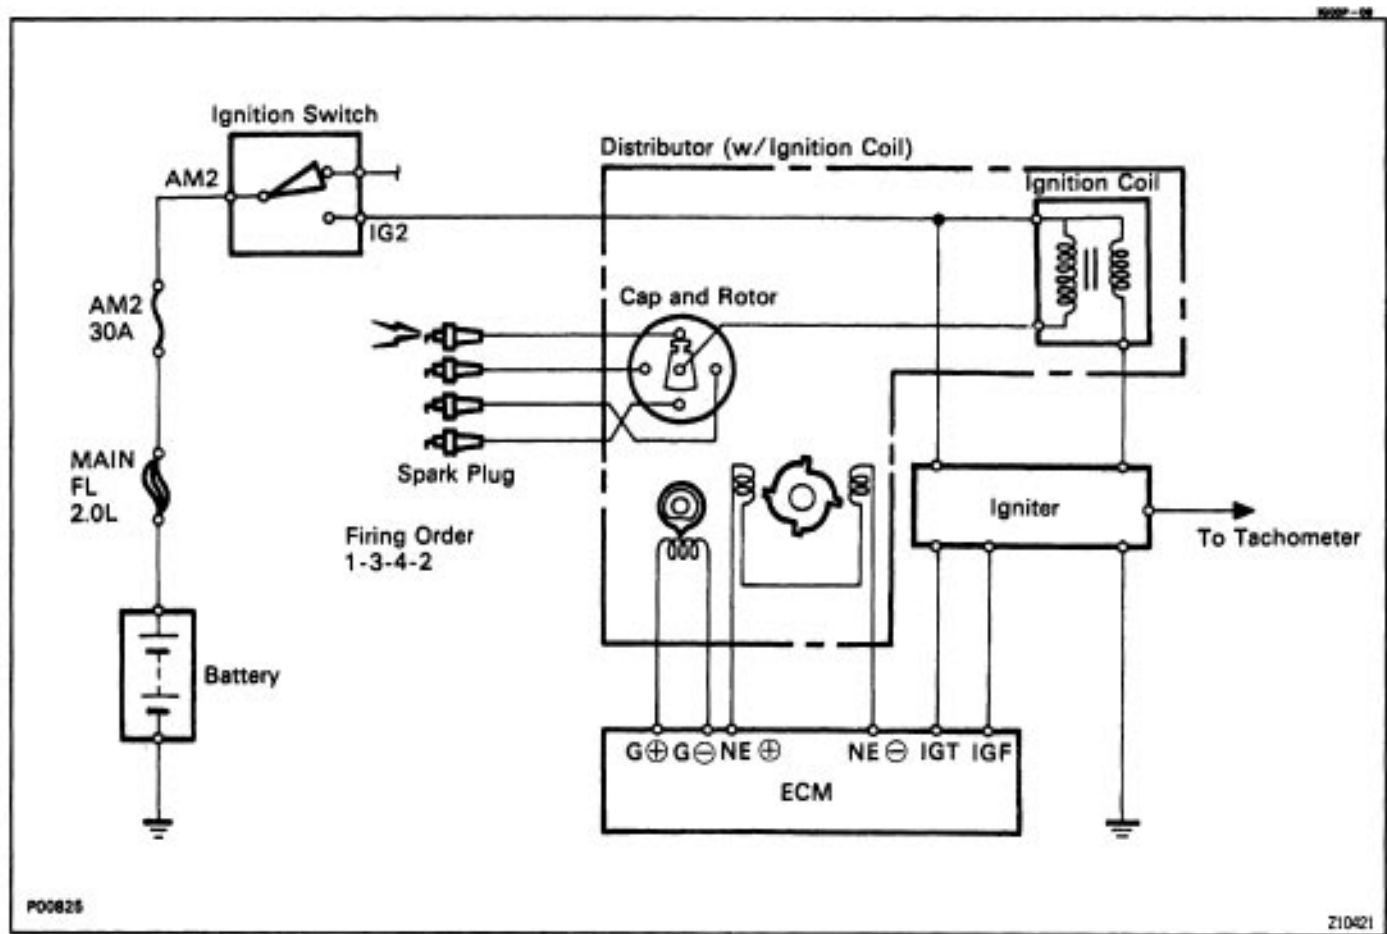 Ignition Switch
AM2
IG2
Distributor (w/Ignition Coil)
Ignition Coil
Cap and Rotor
AM2
30A
MAIN
FL
2.0L
Spark Plug
Firing Order
1-3-4-2
Igniter
To Tachometer
Battery
G⊕ G⊖ NE ⊕ NE ⊖ IGT IGF
ECM
P00825
Z10421